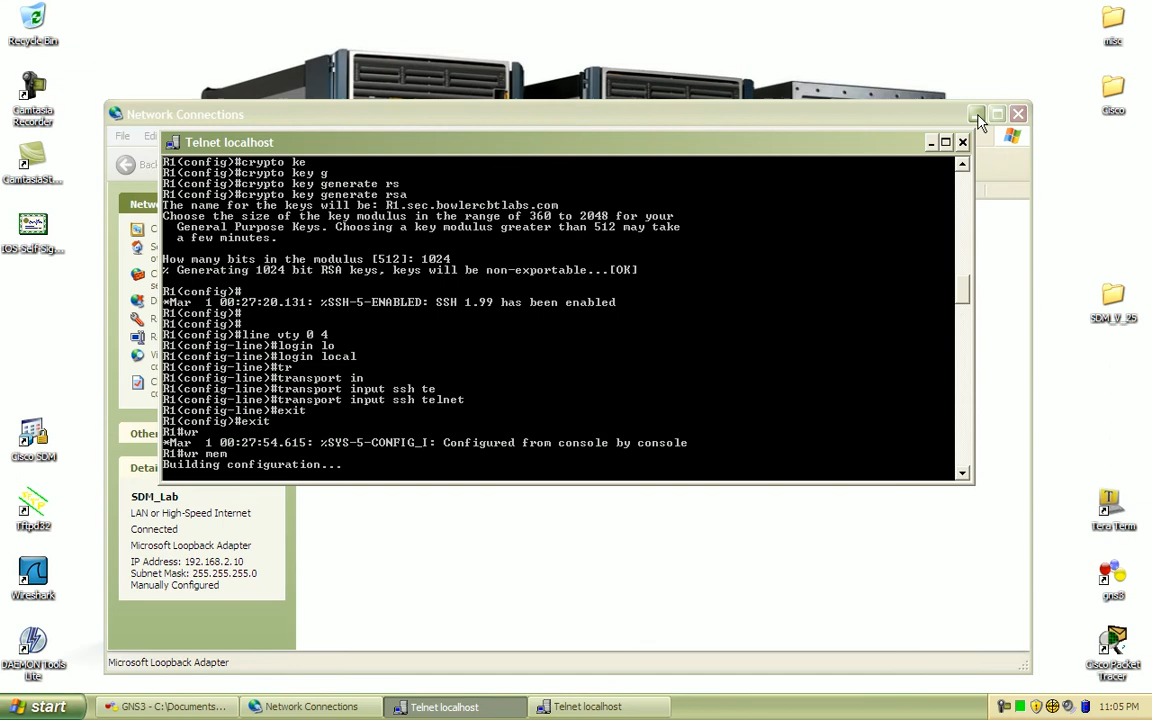 Recycle Bin
misc
Camtasia
Recorder
Cisco
CamtasiaSt...
IOS-Self-Sig...
SDM_V_25
Cisco SDM
Tftpd32
Tera Term
Wireshark
gns3
DAEMON Tools
Lite
Cisco Packet
Tracer
Network Connections
File Edi
Back
Netw
Other
Detai
SDM_Lab
LAN or High-Speed Internet
Connected
Microsoft Loopback Adapter
IP Address: 192.168.2.10
Subnet Mask: 255.255.255.0
Manually Configured
Microsoft Loopback Adapter
Telnet localhost
R1(config)#crypto ke
R1(config)#crypto key g
R1(config)#crypto key generate rs
R1(config)#crypto key generate rsa
The name for the keys will be: R1.sec.bowlercbtlabs.com
Choose the size of the key modulus in the range of 360 to 2048 for your
General Purpose Keys. Choosing a key modulus greater than 512 may take
a few minutes.
How many bits in the modulus [512]: 1024
% Generating 1024 bit RSA keys, keys will be non-exportable...[OK]
R1(config)#
*Mar 1 00:27:20.131: %SSH-5-ENABLED: SSH 1.99 has been enabled
R1(config)#
R1(config)#
R1(config)#line vty 0 4
R1(config-line)#login lo
R1(config-line)#login local
R1(config-line)#tr
R1(config-line)#transport in
R1(config-line)#transport input ssh te
R1(config-line)#transport input ssh telnet
R1(config-line)#exit
R1(config)#exit
R1#wr
*Mar 1 00:27:54.615: %SYS-5-CONFIG_I: Configured from console by console
R1#wr mem
Building configuration...
start
GNS3 - C:\Documents...
Network Connections
Telnet localhost
Telnet localhost
11:05 PM